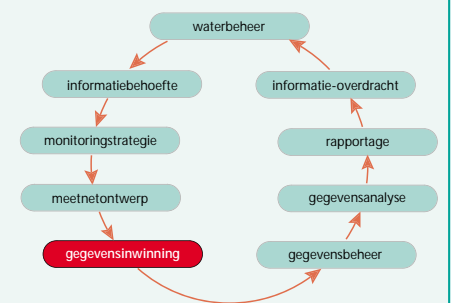 waterbeheer
informatiebehoefte
informatie-overdracht
monitoringstrategie
rapportage
meetnetontwerp
gegevensanalyse
gegevensinwinning
gegevensbeheer